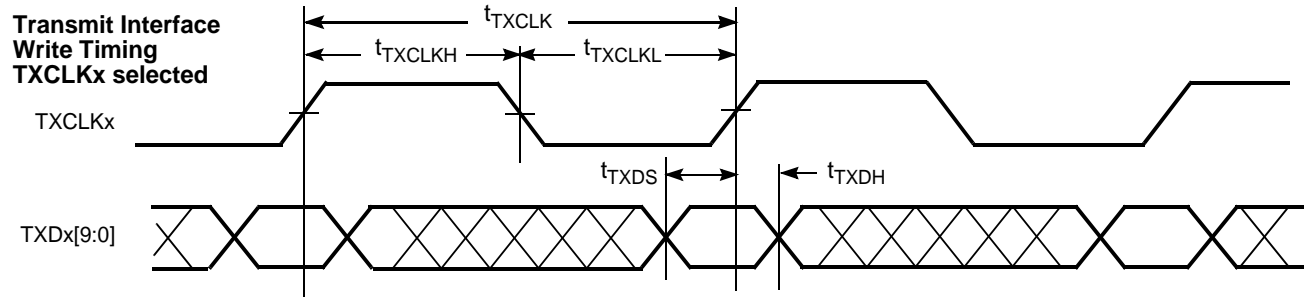 Transmit Interface
Write Timing
TXCLKx selected
tTXCLK
tTXCLKH
tTXCLKL
TXCLKx
tTXDS
tTXDH
TXDx[9:0]